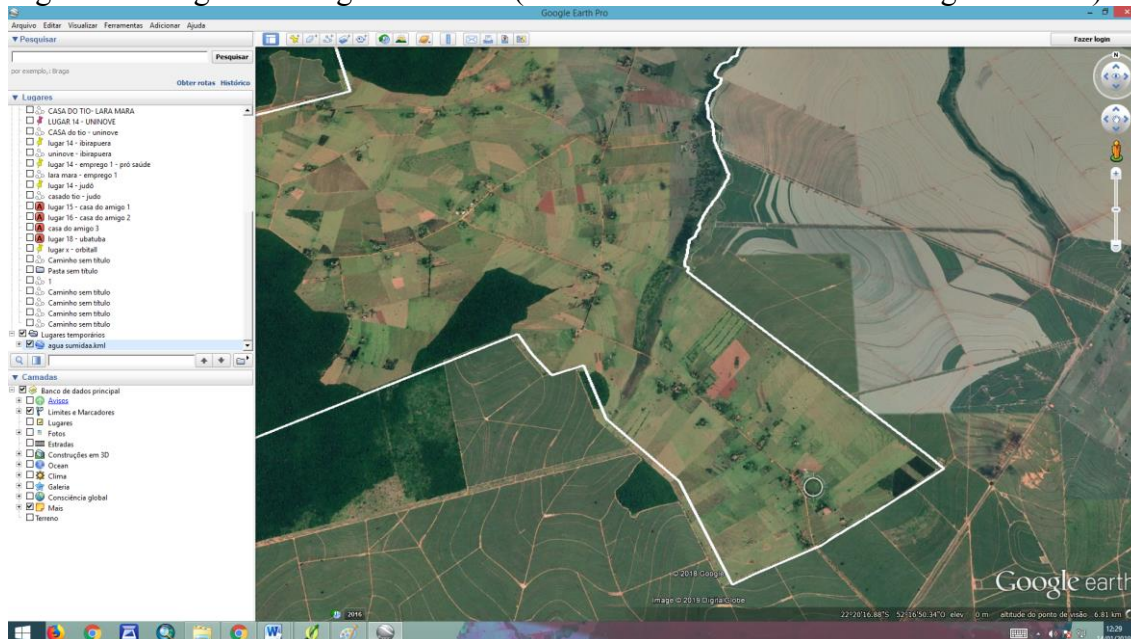 Google Earth Pro
Arquivo Editar Visualizar Ferramentas Adicionar Ajuda
Pesquisar
Pesquisar
por exemplo, : Braga
Obter rotas Histórico
Lugares
CASA DO TIO- LARA MARA
LUGAR 14 - UNINOVE
CASA do tio - uninove
lugar 14 - ibirapuera
uninove - ibirapuera
lugar 14 - emprego 1 - pró saúde
lara mara - emprego 1
lugar 14 - judô
casado tio - judo
lugar 15 - casa do amigo 1
lugar 16 - casa do amigo 2
casa do amigo 3
lugar 18 - ubatuba
lugar x - orbitall
Caminho sem título
Pasta sem título
1
Caminho sem título
Caminho sem título
Caminho sem título
Caminho sem título
Lugares temporários
agua sumidaa.kml
Camadas
Banco de dados principal
Avisos
Limites e Marcadores
Lugares
Fotos
Estradas
Construções em 3D
Ocean
Clima
Galeria
Consciência global
Mais
Terreno
Fazer login
N
© 2018 Google
Image © 2019 DigitalGlobe
Google earth
2016
22°20'16.88"S 52°16'50.34"O elev 0 m altitude do ponto de visão 6.81 km
12:29